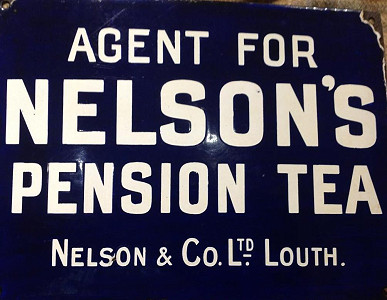 AGENT FOR
NELSON'S
PENSION TEA
NELSON & CO. LTD LOUTH.